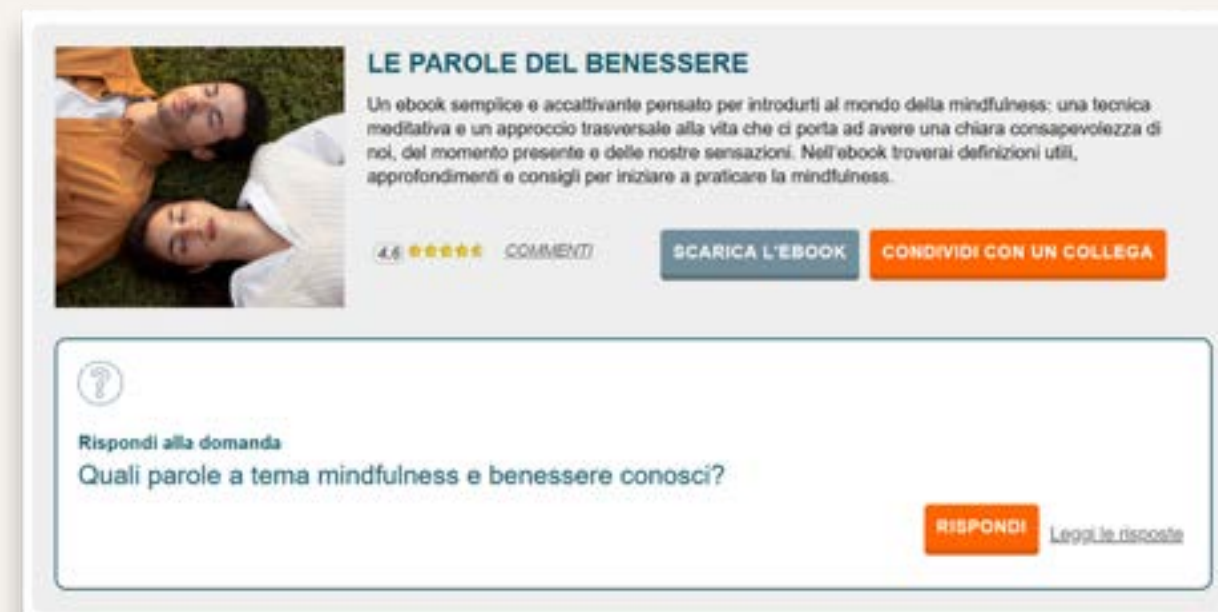 LE PAROLE DEL BENESSERE
Un ebook semplice e accattivante pensato per introdurti al mondo della mindfulness: una tecnica
meditativa e un approccio trasversale alla vita che ci porta ad avere una chiara consapevolezza di
noi, del momento presente e delle nostre sensazioni. Nell'ebook troverai definizioni utili,
approfondimenti e consigli per iniziare a praticare la mindfulness.
4.6 COMMENTI SCARICA L'EBOOK CONDIVIDI CON UN COLLEGA
?
Rispondi alla domanda
Quali parole a tema mindfulness e benessere conosci?
RISPONDI Leggi le risposte